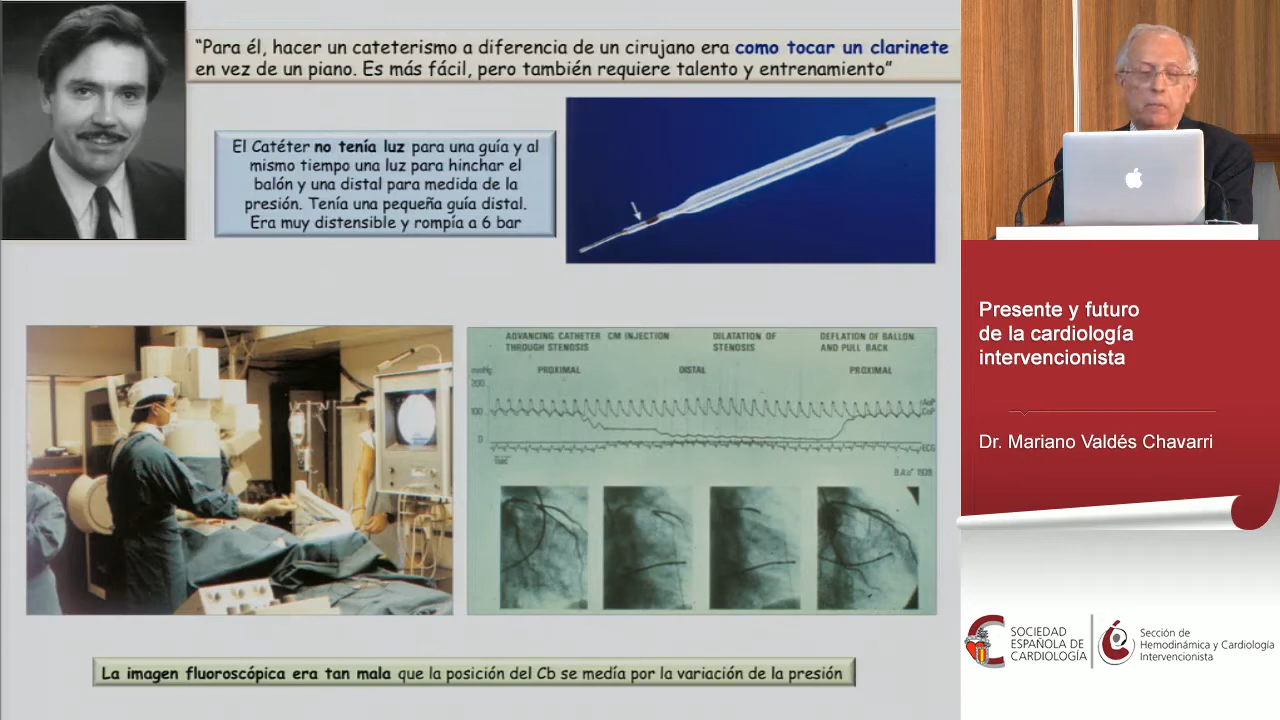 “Para él, hacer un cateterismo a diferencia de un cirujano era como tocar un clarinete
en vez de un piano. Es más fácil, pero también requiere talento y entrenamiento”
El Catéter no tenía luz para una guía y al
mismo tiempo una luz para hinchar el
balón y una distal para medida de la
presión. Tenía una pequeña guía distal.
Era muy distensible y rompía a 6 bar
ADVANCING CATHETER CM INJECTION
THROUGH STENOSIS
DILATATION OF
STENOSIS
DEFLATION OF BALLON
AND PULL BACK
PROXIMAL
DISTAL
PROXIMAL
mmHg
200
100
0
AoP
CoP
ECG
La imagen fluoroscópica era tan mala que la posición del Cb se medía por la variación de la presión
Presente y futuro
de la cardiología
intervencionista
Dr. Mariano Valdés Chavarri
SOCIEDAD
ESPAÑOLA DE
CARDIOLOGÍA
Sección de
Hemodinámica y Cardiología
Intervencionista